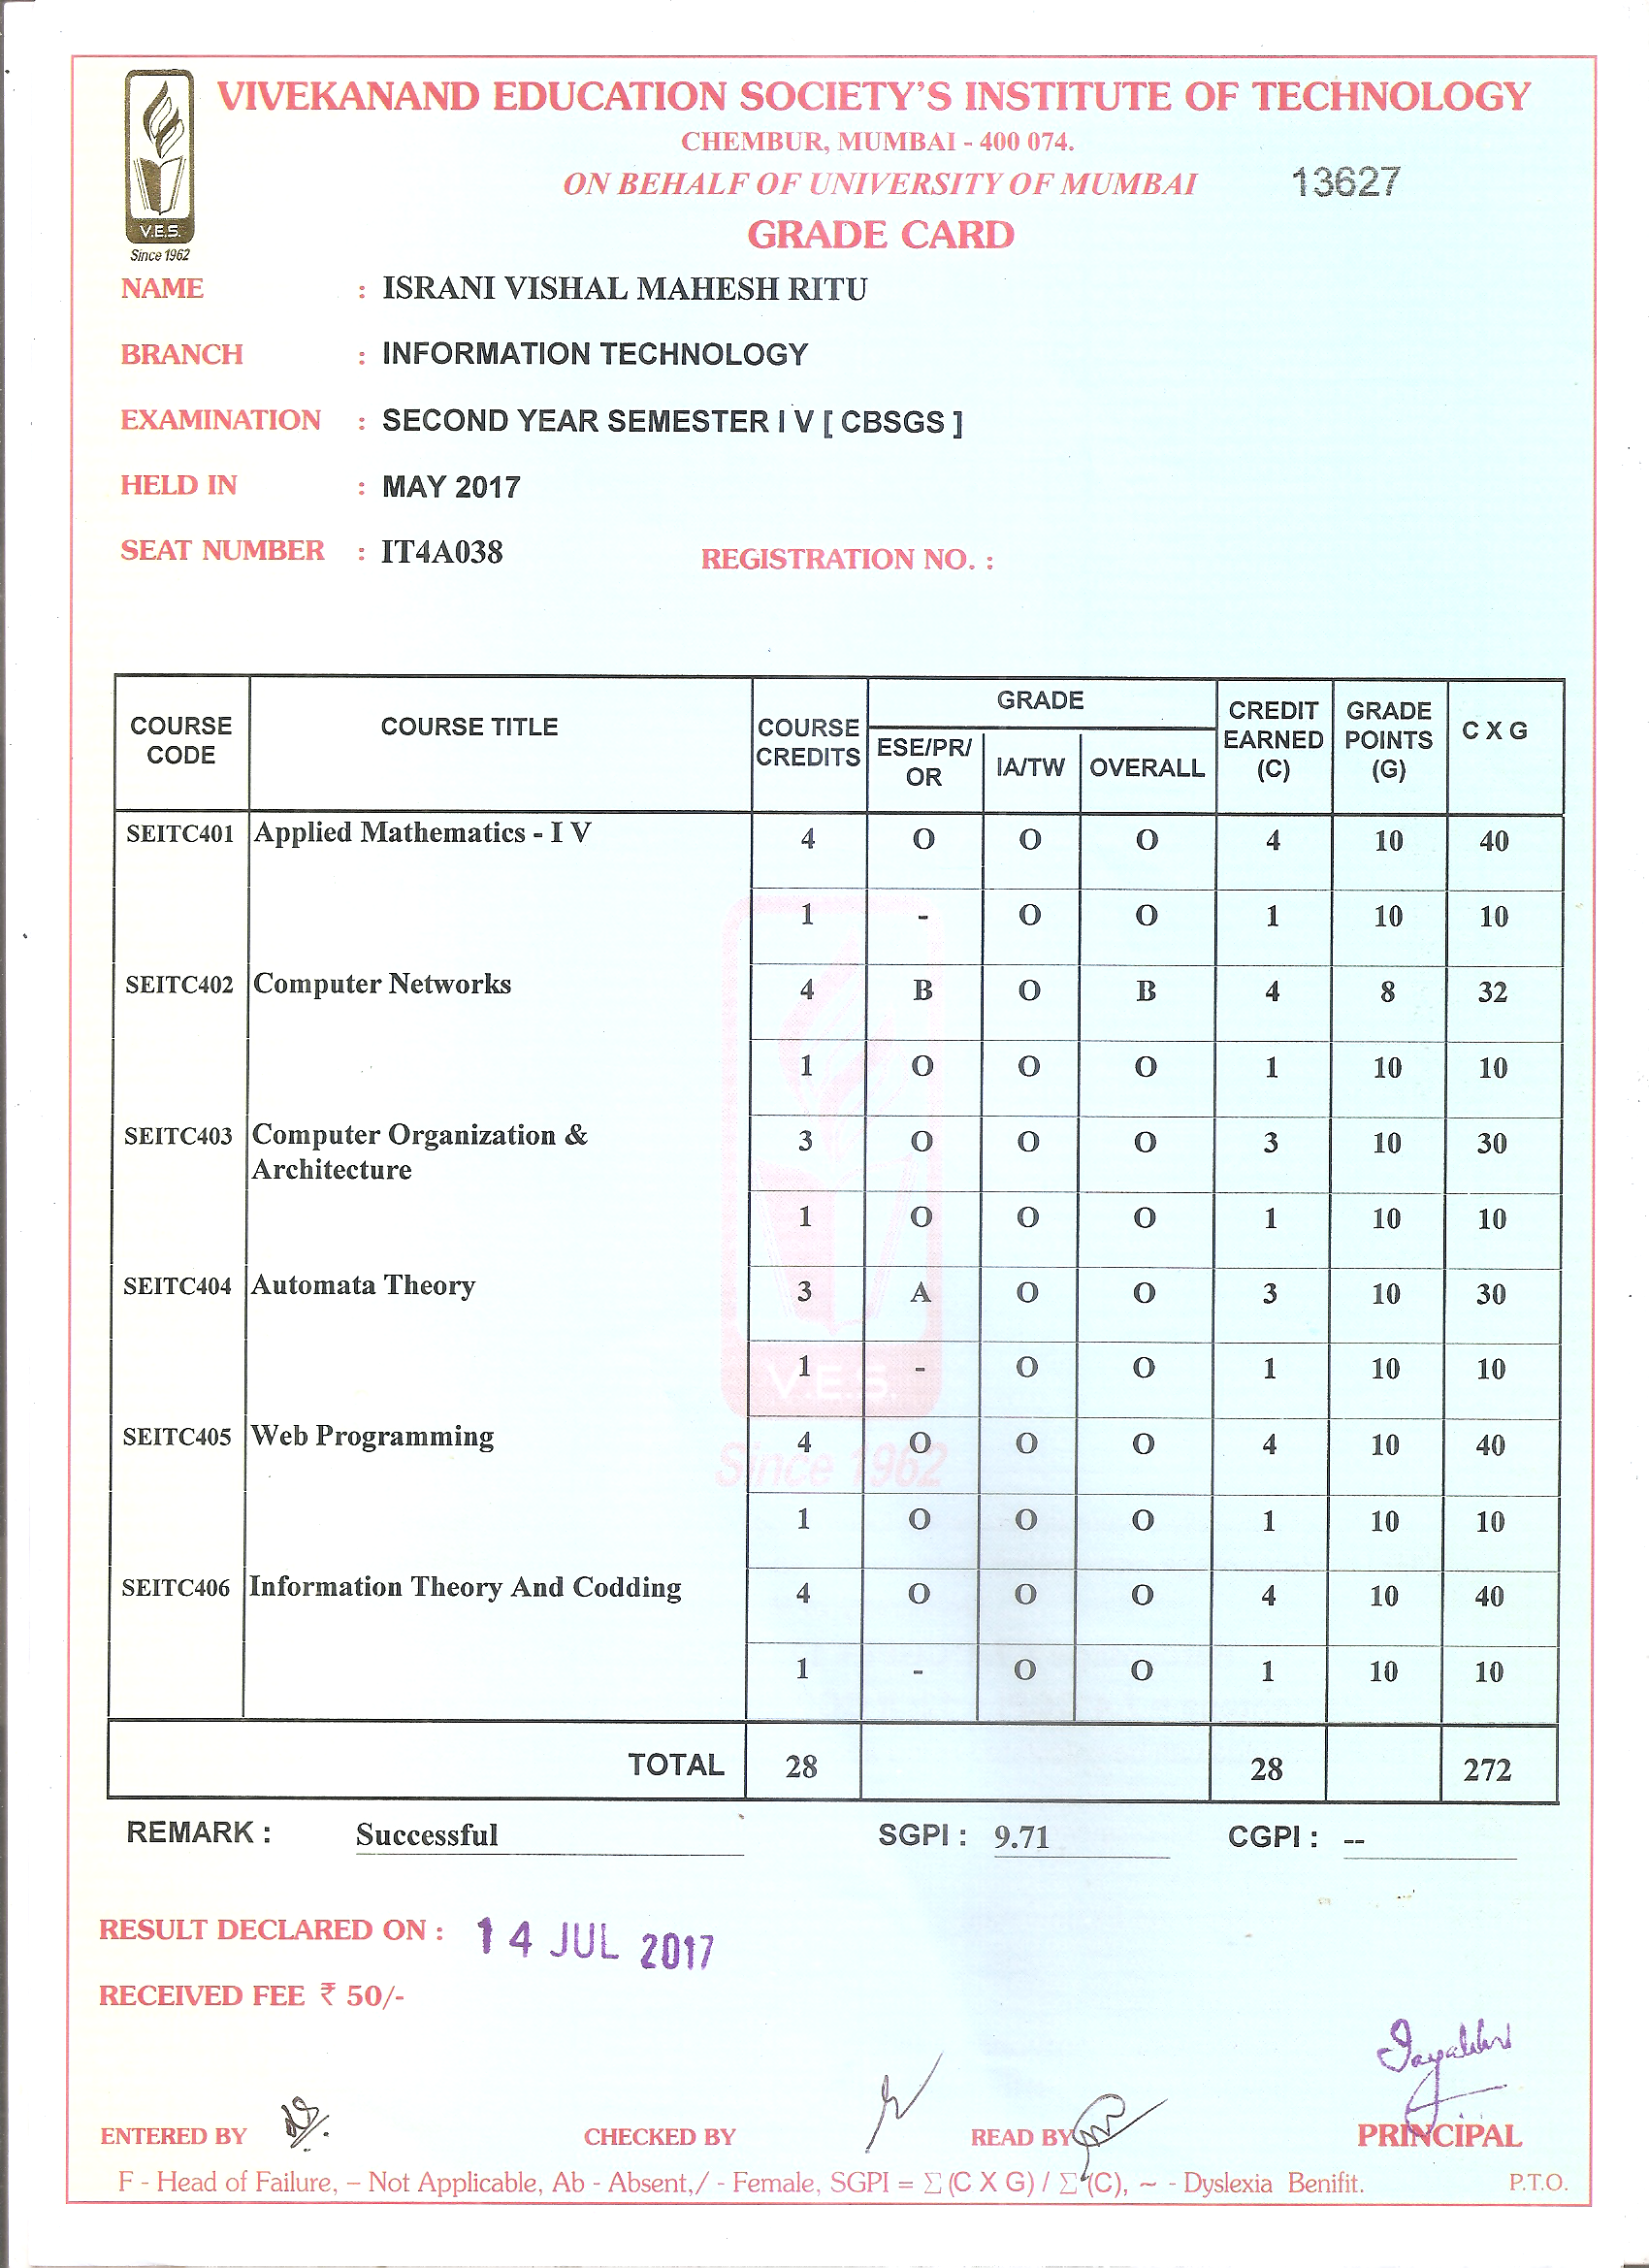 VIVEKANAND EDUCATION SOCIETY'S INSTITUTE OF TECHNOLOGY
CHEMBUR, MUMBAI - 400 074.
ON BEHALF OF UNIVERSITY OF MUMBAI 13627
GRADE CARD
V.E.S.
Since 1962
NAME : ISRANI VISHAL MAHESH RITU
BRANCH : INFORMATION TECHNOLOGY
EXAMINATION : SECOND YEAR SEMESTER I V [ CBSGS ]
HELD IN : MAY 2017
SEAT NUMBER : IT4A038 REGISTRATION NO. :
COURSE CODE COURSE TITLE COURSE CREDITS GRADE ESE/PR/OR IA/TW OVERALL CREDIT EARNED (C) GRADE POINTS (G) C X G
SEITC401 Applied Mathematics - I V 4 O O O 4 10 40
1 - O O 1 10 10
SEITC402 Computer Networks 4 B O B 4 8 32
1 O O O 1 10 10
SEITC403 Computer Organization & Architecture 3 O O O 3 10 30
1 O O O 1 10 10
SEITC404 Automata Theory 3 A O O 3 10 30
1 - O O 1 10 10
SEITC405 Web Programming 4 O O O 4 10 40
1 O O O 1 10 10
SEITC406 Information Theory And Codding 4 O O O 4 10 40
1 - O O 1 10 10
V.E.S.
Since 1962
TOTAL 28 28 272
REMARK : Successful SGPI : 9.71 CGPI : --
RESULT DECLARED ON : 14 JUL 2017
RECEIVED FEE ₹ 50/-
ENTERED BY CHECKED BY READ BY PRINCIPAL
F - Head of Failure, – Not Applicable, Ab - Absent,/ - Female, SGPI = Σ (C X G) / Σ (C), ~ - Dyslexia Benifit. P.T.O.